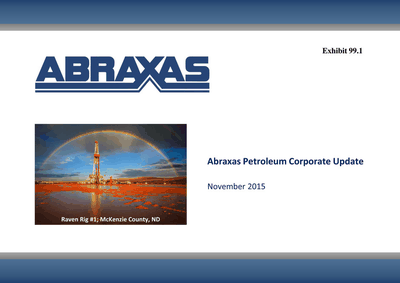 Exhibit 99.1
ABRAXAS
Abraxas Petroleum Corporate Update
November 2015
Raven Rig #1; McKenzie County, ND